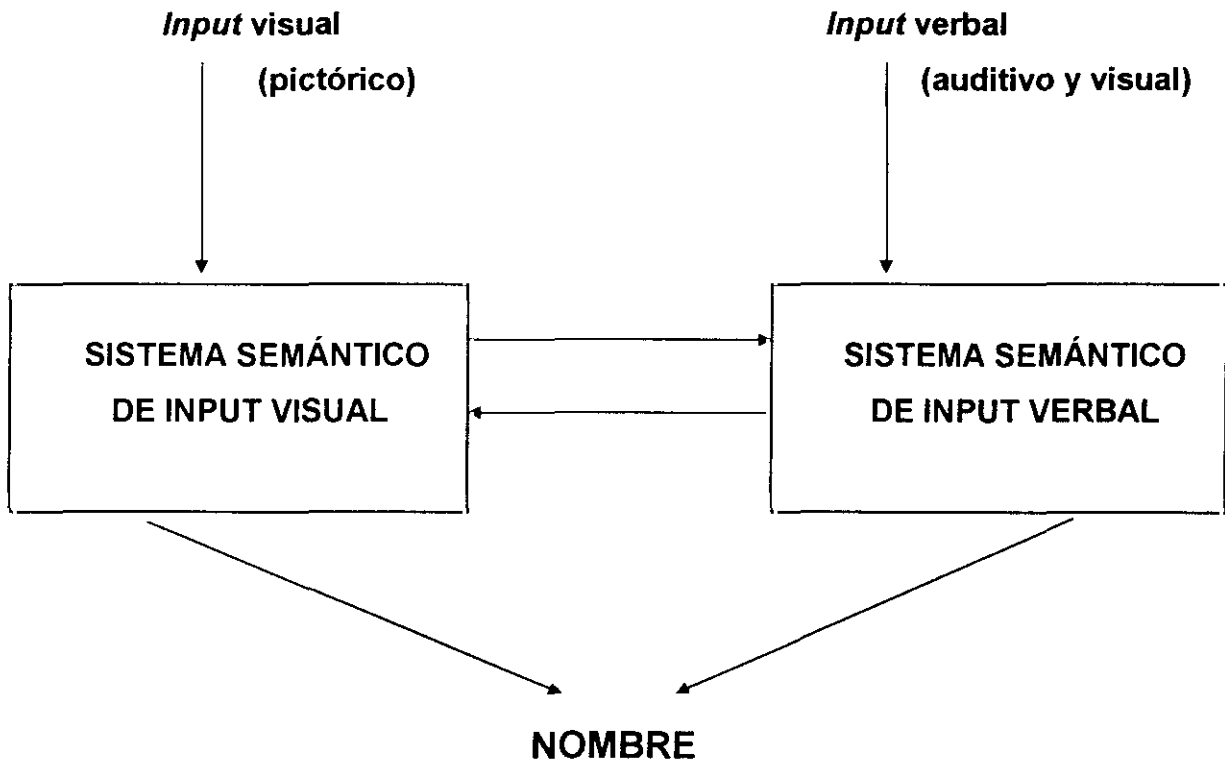 Input visual
(pictórico)
Input verbal
(auditivo y visual)
SISTEMA SEMÁNTICO
DE INPUT VISUAL
SISTEMA SEMÁNTICO
DE INPUT VERBAL
NOMBRE